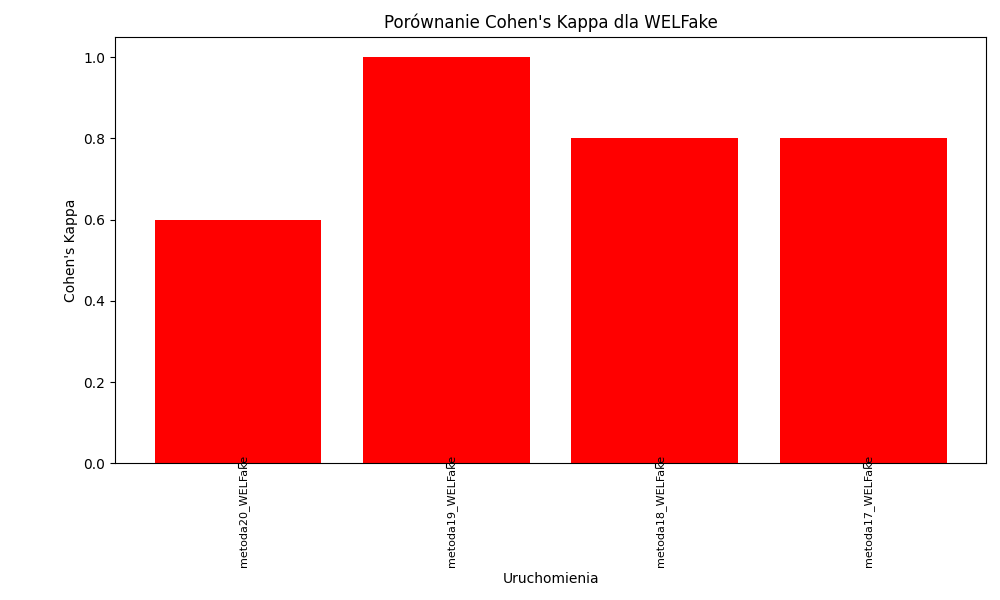 Porównanie Cohen's Kappa dla WELFake
Cohen's Kappa
1.0
0.8
0.6
0.4
0.2
0.0
metoda20_WELFake
metoda19_WELFake
metoda18_WELFake
metoda17_WELFake
Uruchomienia